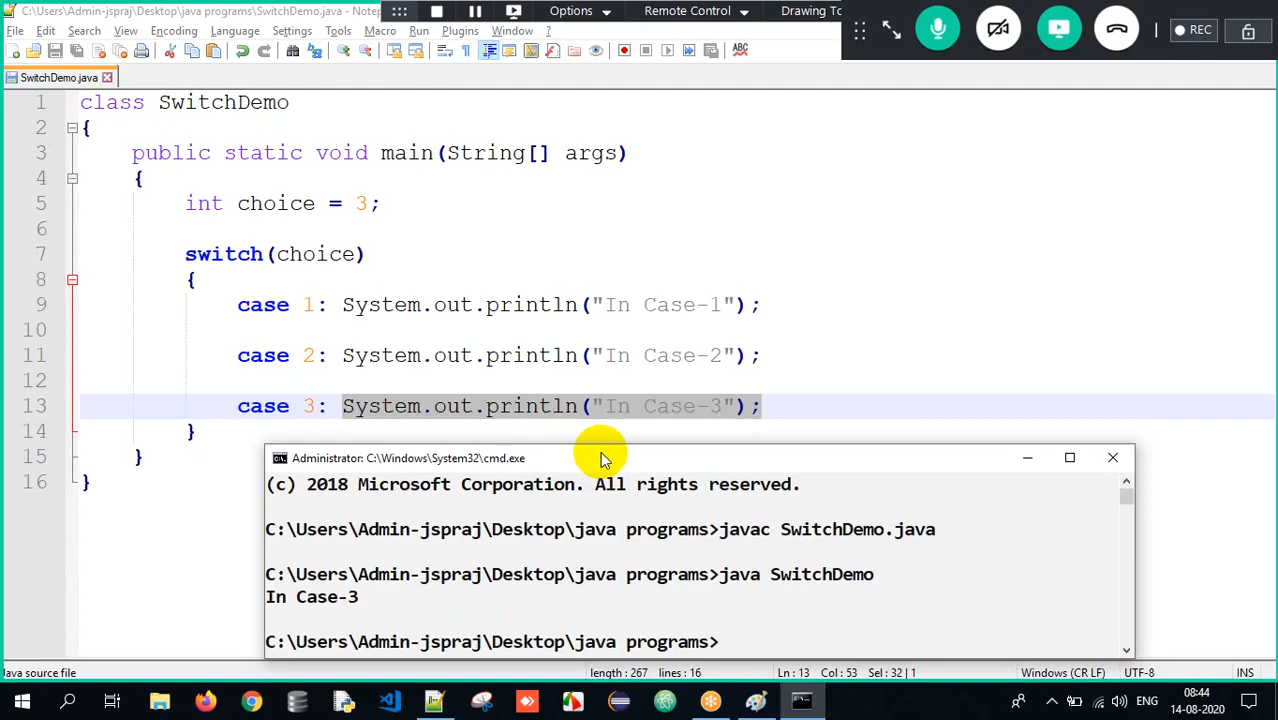 C:\Users\Admin-jspraj\Desktop\java programs\SwitchDemo.java - Notep
Options
Remote Control
Drawing To
REC
File Edit Search View Encoding Language Settings Tools Macro Run Plugins Window ?
SwitchDemo.java
1 class SwitchDemo
2 {
3 public static void main(String[] args)
4 {
5 int choice = 3;
6
7 switch(choice)
8 {
9 case 1: System.out.println("In Case-1");
10
11 case 2: System.out.println("In Case-2");
12
13 case 3: System.out.println("In Case-3");
14 }
15 }
16 }
Administrator: C:\Windows\System32\cmd.exe
(c) 2018 Microsoft Corporation. All rights reserved.
C:\Users\Admin-jspraj\Desktop\java programs>javac SwitchDemo.java
C:\Users\Admin-jspraj\Desktop\java programs>java SwitchDemo
In Case-3
C:\Users\Admin-jspraj\Desktop\java programs>
Java source file length : 267 lines : 16 Ln : 13 Col : 53 Sel : 32 | 1 Windows (CR LF) UTF-8 INS
ENG
08:44
14-08-2020